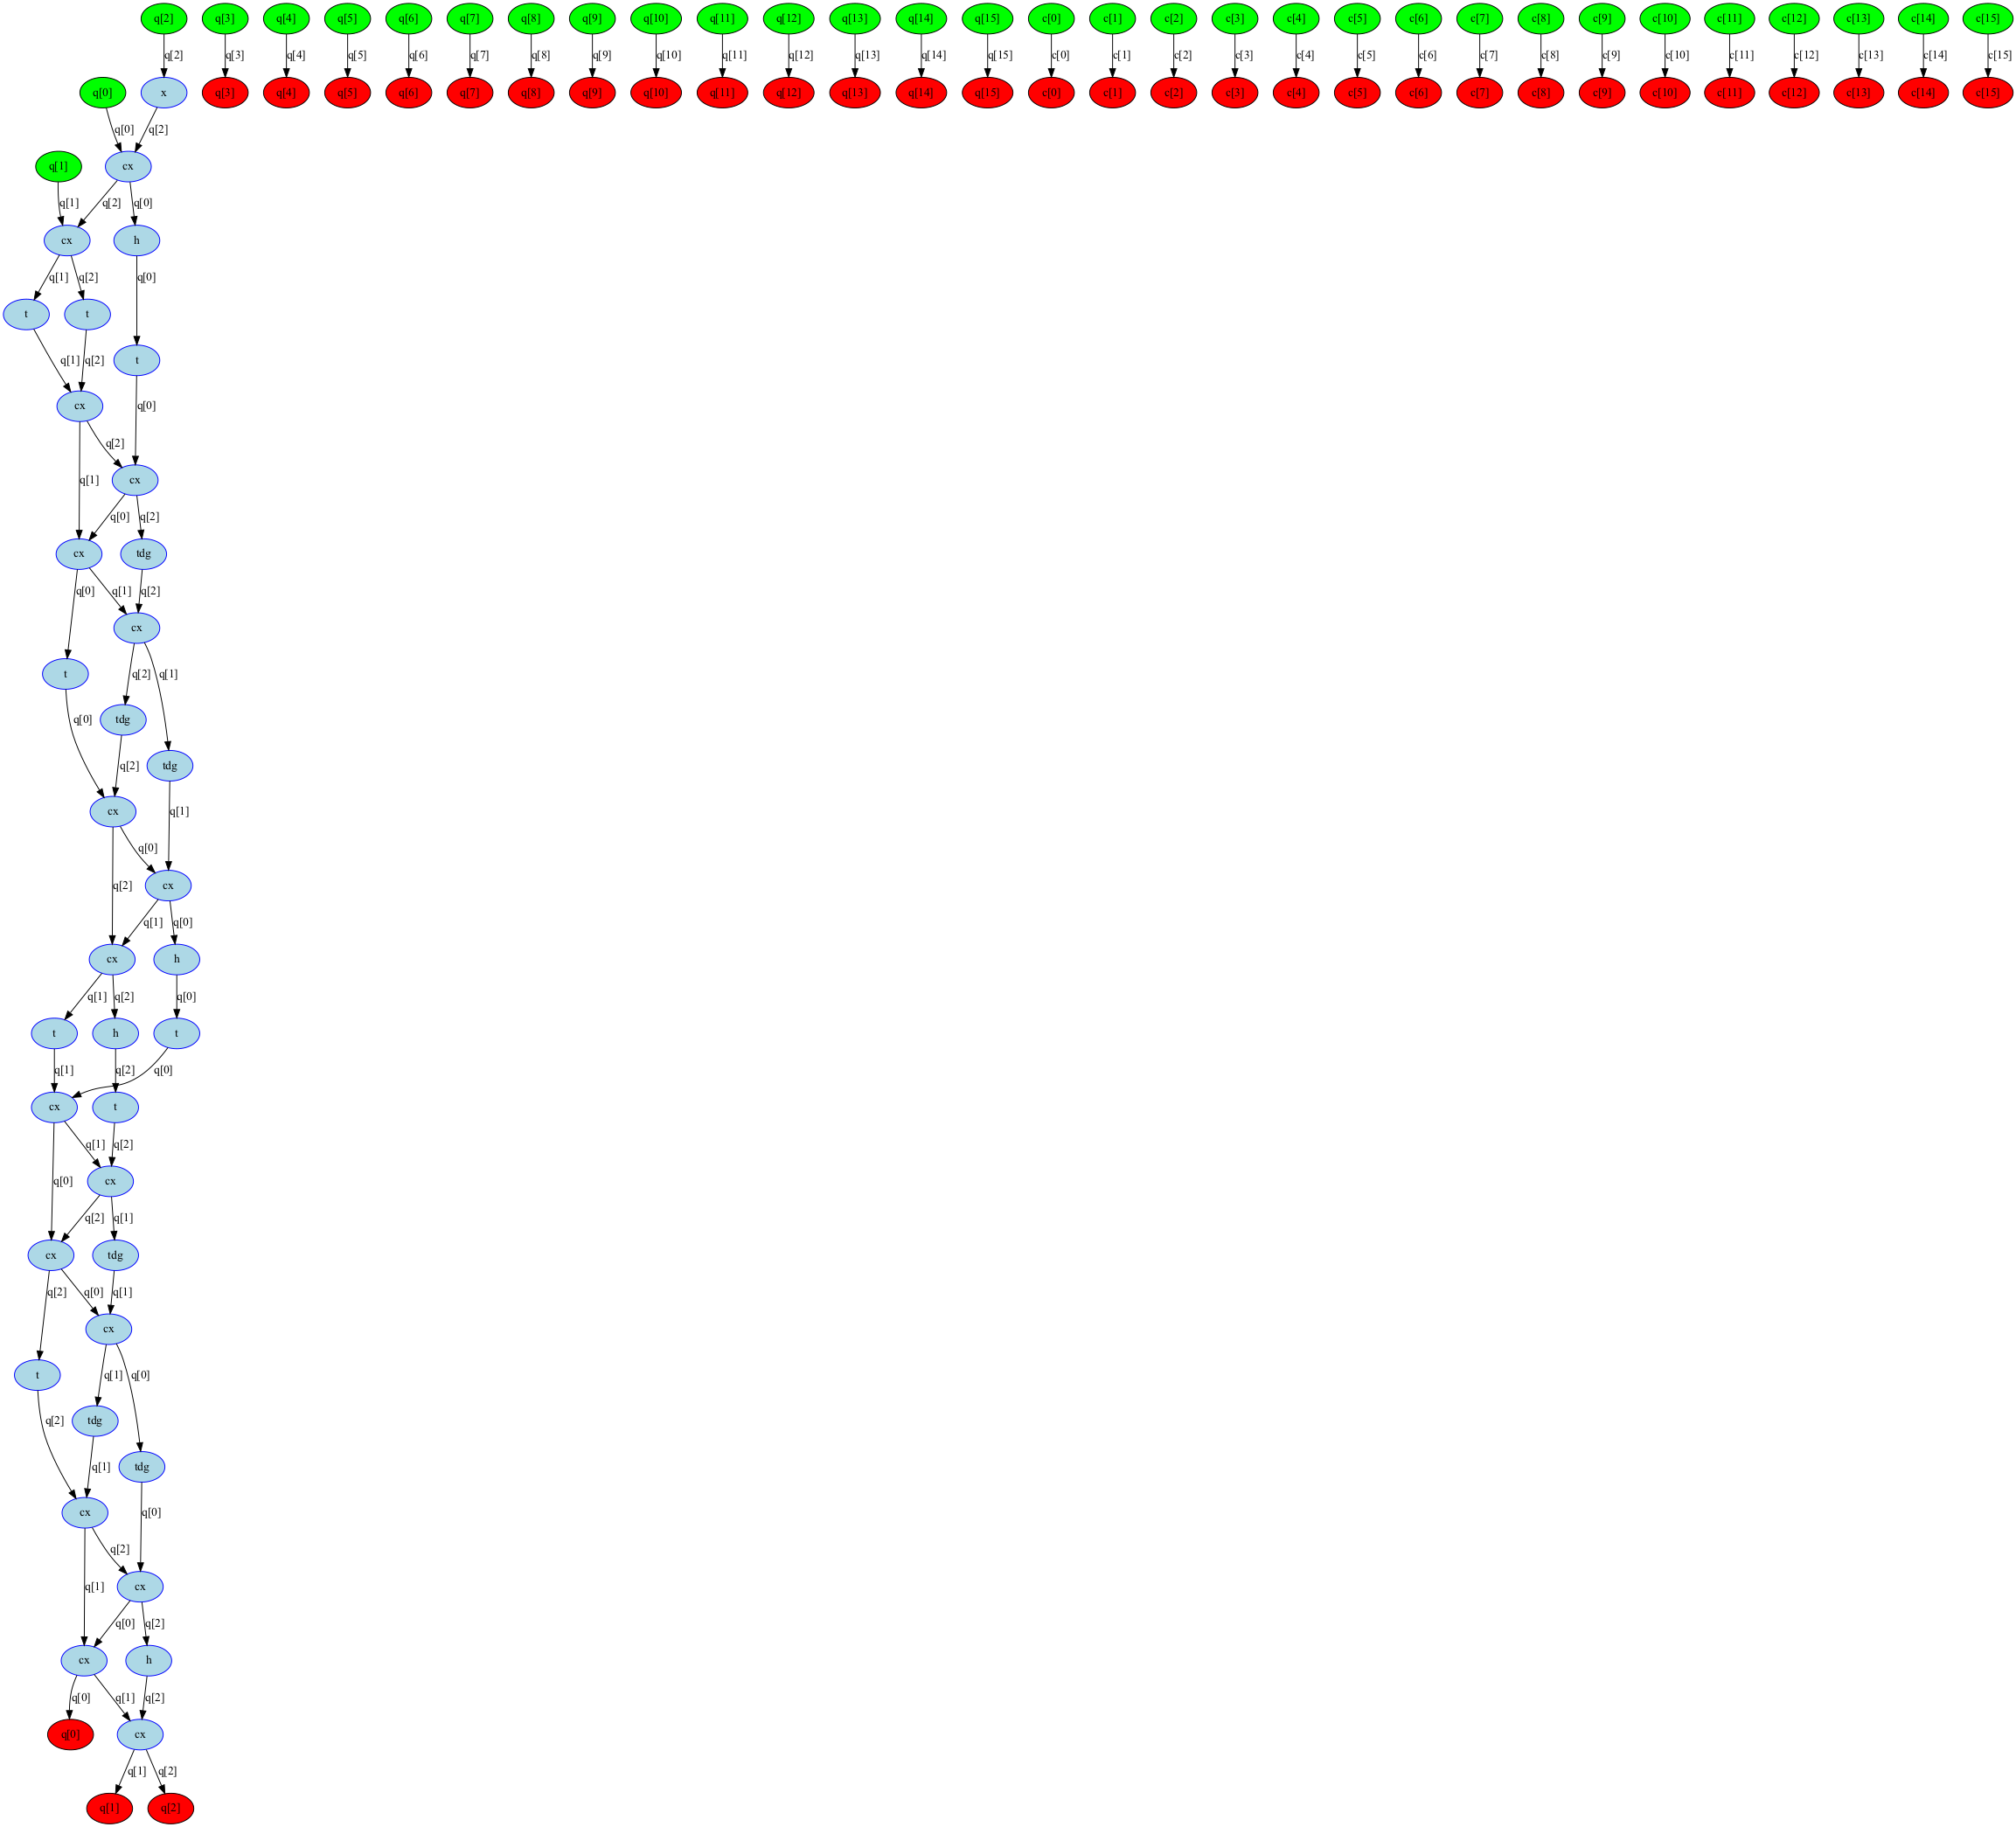 q[2] q[3] q[4] q[5] q[6] q[7] q[8] q[9] q[10] q[11] q[12] q[13] q[14] q[15] c[0] c[1] c[2] c[3] c[4] c[5] c[6] c[7] c[8] c[9] c[10] c[11] c[12] c[13] c[14] c[15]
q[2] q[3] q[4] q[5] q[6] q[7] q[8] q[9] q[10] q[11] q[12] q[13] q[14] q[15] c[0] c[1] c[2] c[3] c[4] c[5] c[6] c[7] c[8] c[9] c[10] c[11] c[12] c[13] c[14] c[15]
q[0] x q[3] q[4] q[5] q[6] q[7] q[8] q[9] q[10] q[11] q[12] q[13] q[14] q[15] c[0] c[1] c[2] c[3] c[4] c[5] c[6] c[7] c[8] c[9] c[10] c[11] c[12] c[13] c[14] c[15]
q[0] q[2]
q[1] cx
q[1] q[2] q[0]
cx h
q[1] q[2] q[0]
t t
q[1] q[2] t
cx q[0]
q[2]
q[1] cx
q[0] q[2]
cx tdg
q[0] q[1] q[2]
cx
t q[2] q[1]
q[0] tdg
q[2] tdg
cx q[1]
q[0]
q[2] cx
q[1] q[0]
cx h
q[1] q[2] q[0]
t h t
q[1] q[2] q[0]
cx t
q[1] q[2]
q[0] cx
q[2] q[1]
cx tdg
q[2] q[0] q[1]
cx
t q[1] q[0]
q[2] tdg
q[1] tdg
cx q[0]
q[2]
q[1] cx
q[0] q[2]
cx h
q[0] q[1] q[2]
q[0] cx
q[1] q[2]
q[1] q[2]